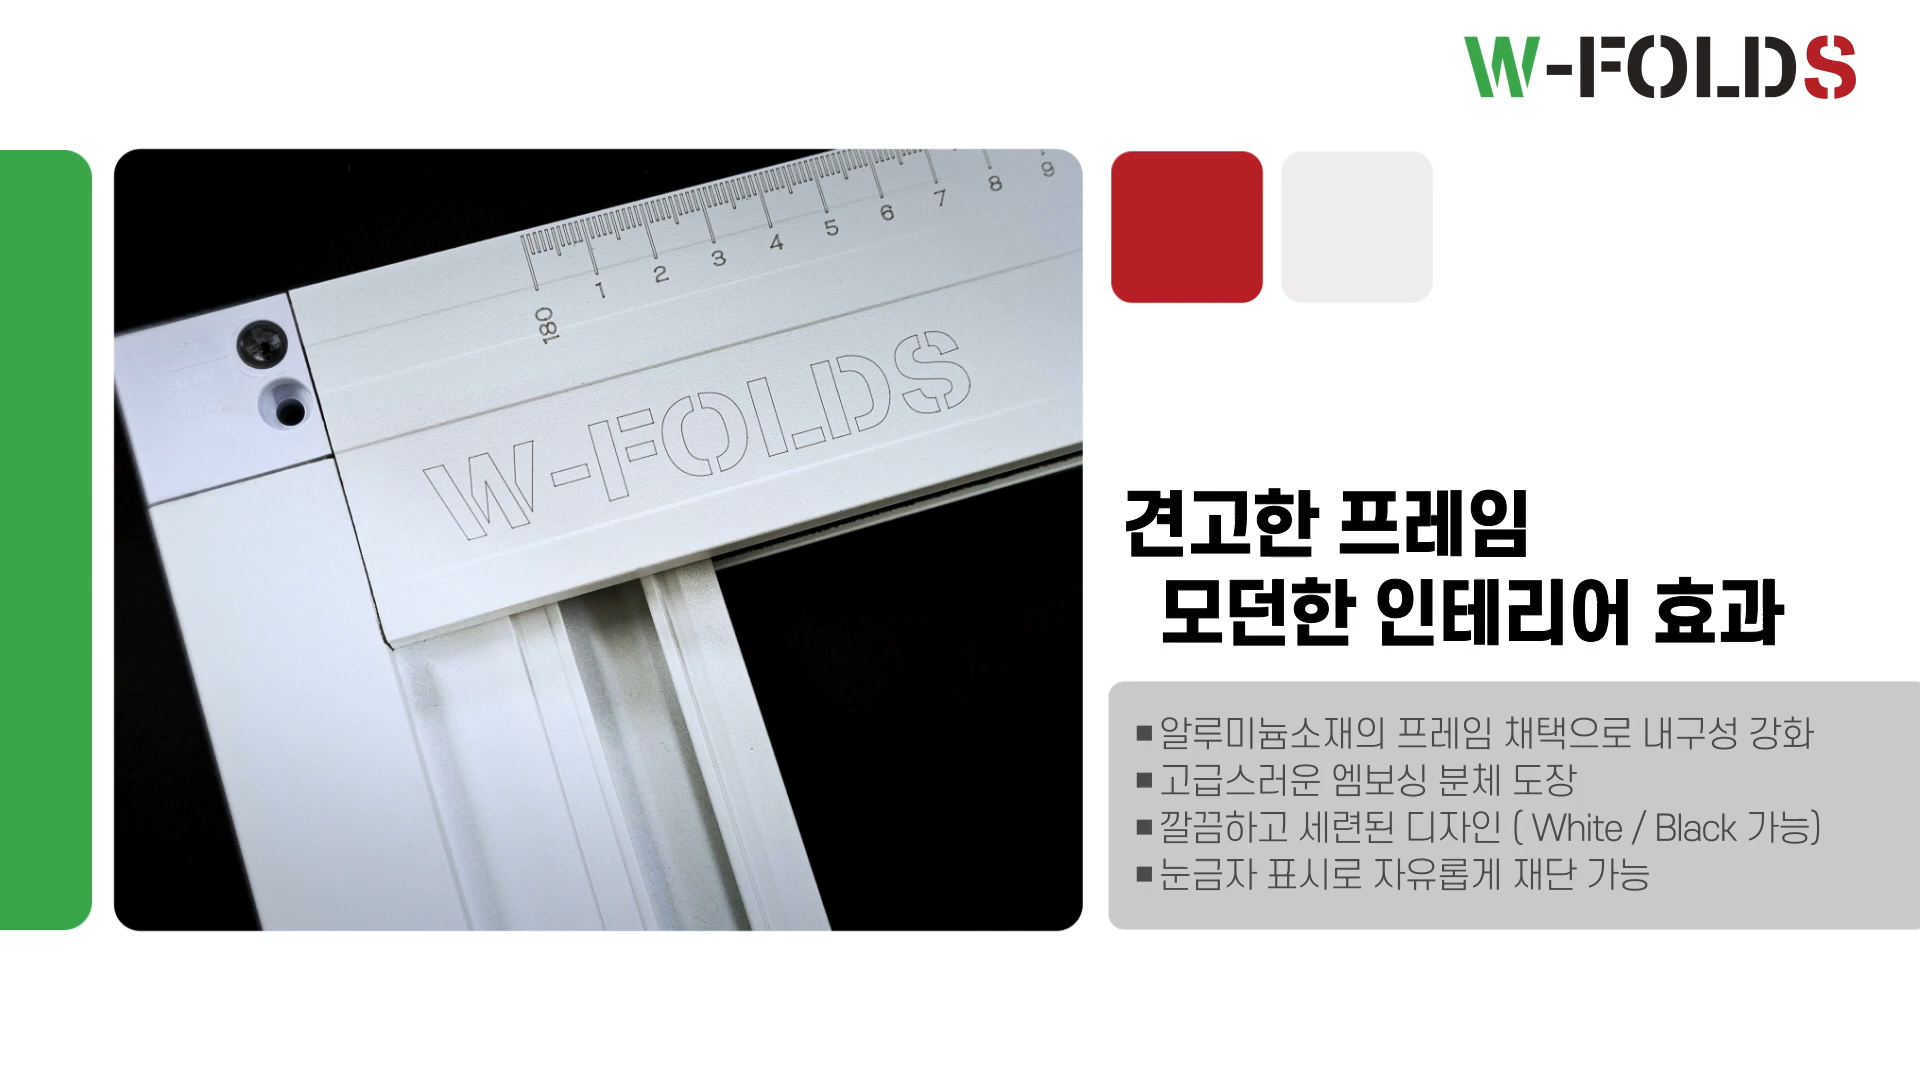 W-FOLDS
180 1 2 3 4 5 6 7 8 9
W-FOLDS
견고한 프레임
모던한 인테리어 효과
▪알루미늄소재의 프레임 채택으로 내구성 강화
▪고급스러운 엠보싱 분체 도장
▪깔끔하고 세련된 디자인 ( White / Black 가능)
▪눈금자 표시로 자유롭게 재단 가능